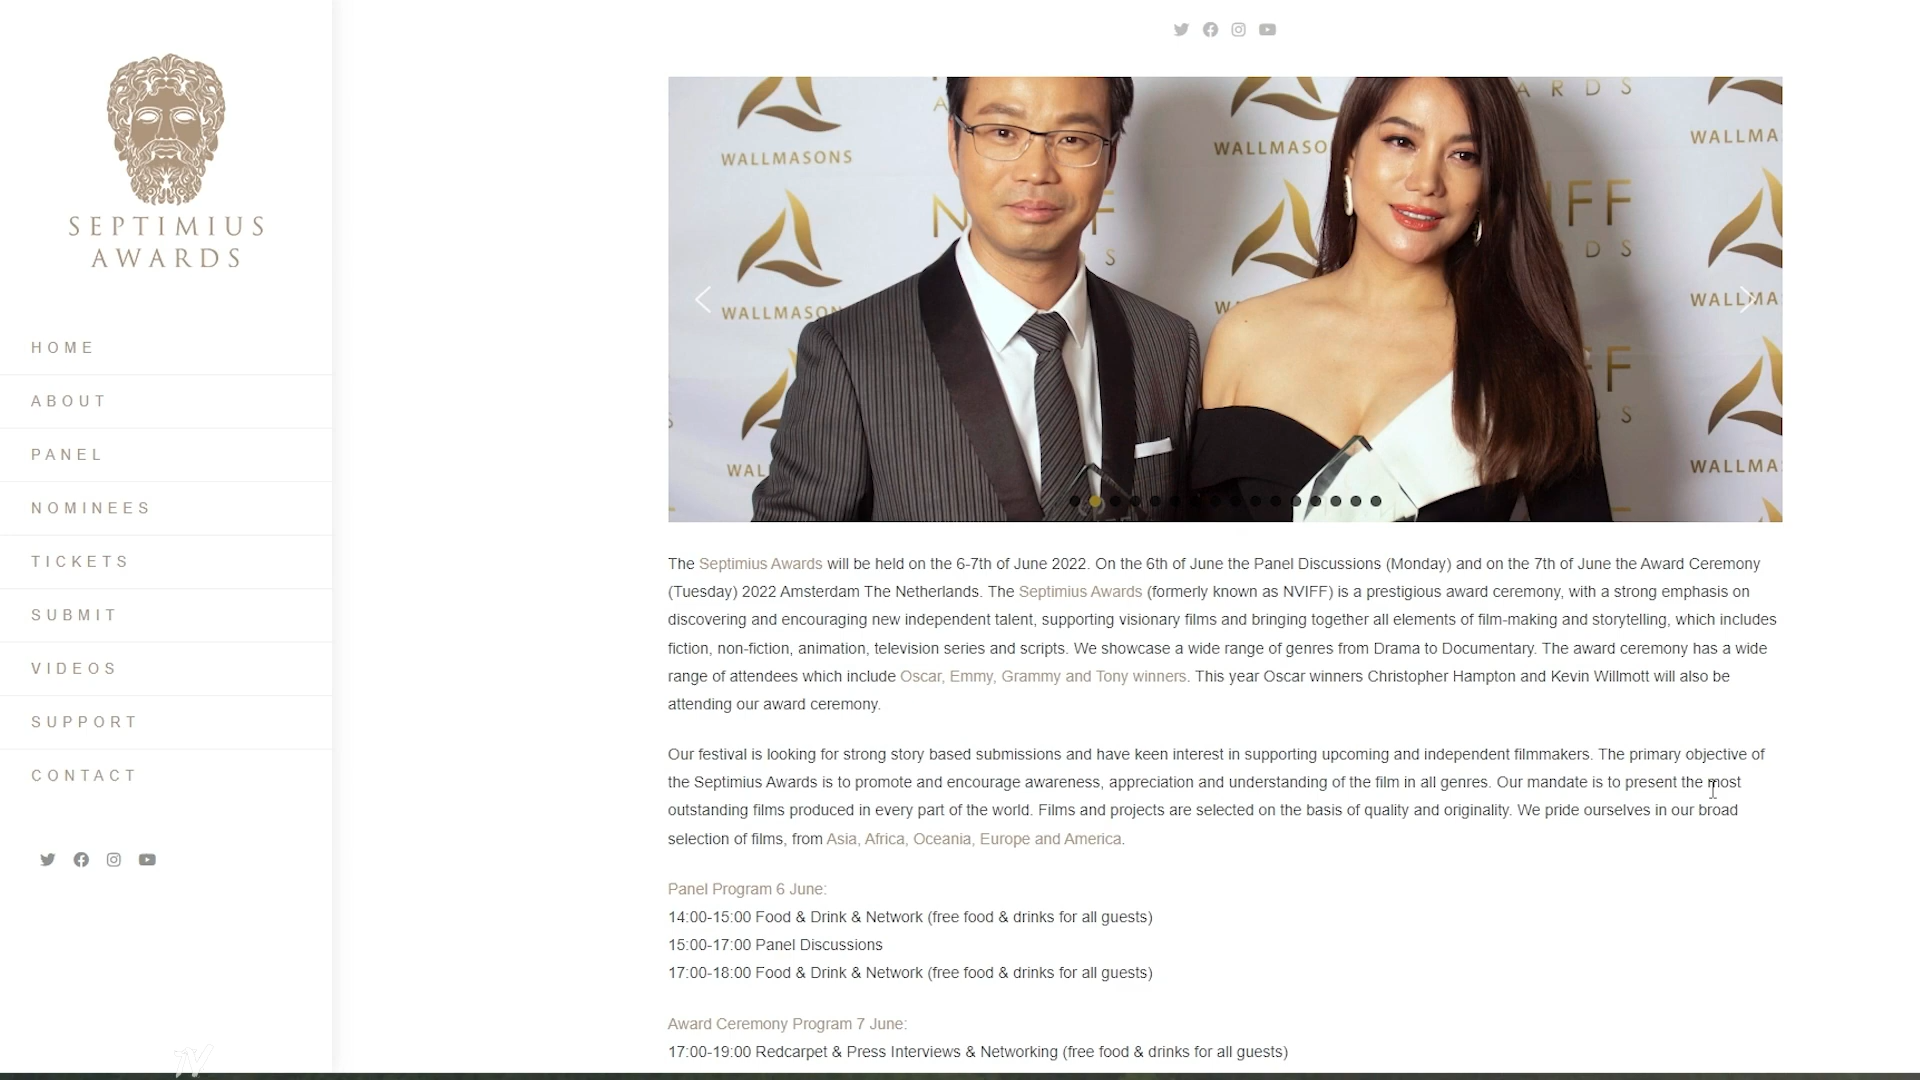 SEPTIMIUS
AWARDS
HOME
ABOUT
PANEL
NOMINEES
TICKETS
SUBMIT
VIDEOS
SUPPORT
CONTACT
WALLMASONS
WALLMASO
WALLMA
ARDS
WALLMASON
WALLMA
WAL
WALLMA
The Septimius Awards will be held on the 6-7th of June 2022. On the 6th of June the Panel Discussions (Monday) and on the 7th of June the Award Ceremony
(Tuesday) 2022 Amsterdam The Netherlands. The Septimius Awards (formerly known as NVIFF) is a prestigious award ceremony, with a strong emphasis on
discovering and encouraging new independent talent, supporting visionary films and bringing together all elements of film-making and storytelling, which includes
fiction, non-fiction, animation, television series and scripts. We showcase a wide range of genres from Drama to Documentary. The award ceremony has a wide
range of attendees which include Oscar, Emmy, Grammy and Tony winners. This year Oscar winners Christopher Hampton and Kevin Willmott will also be
attending our award ceremony.
Our festival is looking for strong story based submissions and have keen interest in supporting upcoming and independent filmmakers. The primary objective of
the Septimius Awards is to promote and encourage awareness, appreciation and understanding of the film in all genres. Our mandate is to present the most
outstanding films produced in every part of the world. Films and projects are selected on the basis of quality and originality. We pride ourselves in our broad
selection of films, from Asia, Africa, Oceania, Europe and America.
Panel Program 6 June:
14:00-15:00 Food & Drink & Network (free food & drinks for all guests)
15:00-17:00 Panel Discussions
17:00-18:00 Food & Drink & Network (free food & drinks for all guests)
Award Ceremony Program 7 June:
17:00-19:00 Redcarpet & Press Interviews & Networking (free food & drinks for all guests)